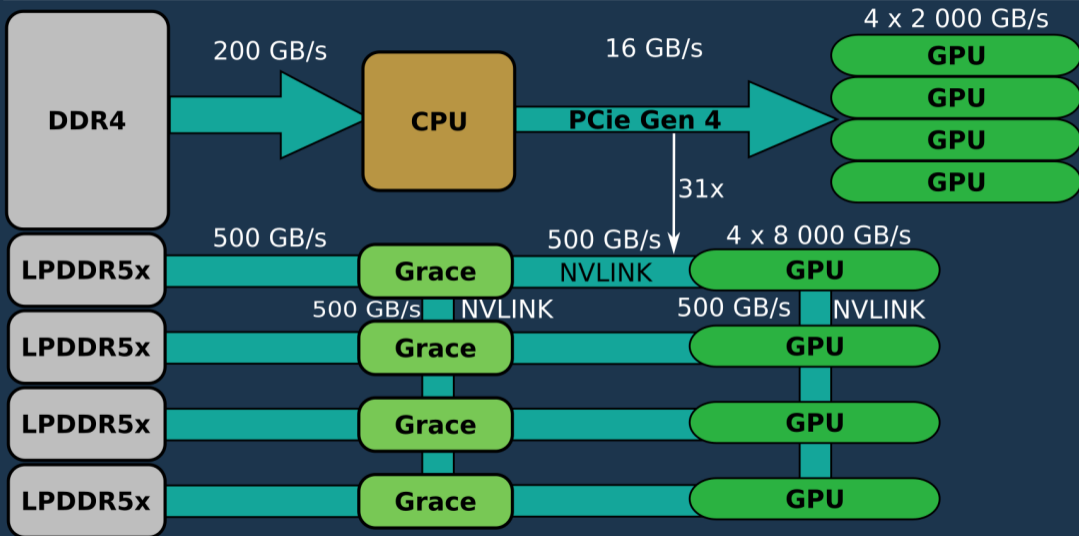 4 x 2 000 GB/s
200 GB/s
16 GB/s
GPU
GPU
GPU
GPU
DDR4
CPU
PCie Gen 4
31x
500 GB/s
500 GB/s
4 x 8 000 GB/s
LPDDR5x
Grace
NVLINK
GPU
500 GB/s
NVLINK
500 GB/s
NVLINK
LPDDR5x
Grace
GPU
LPDDR5x
Grace
GPU
LPDDR5x
Grace
GPU